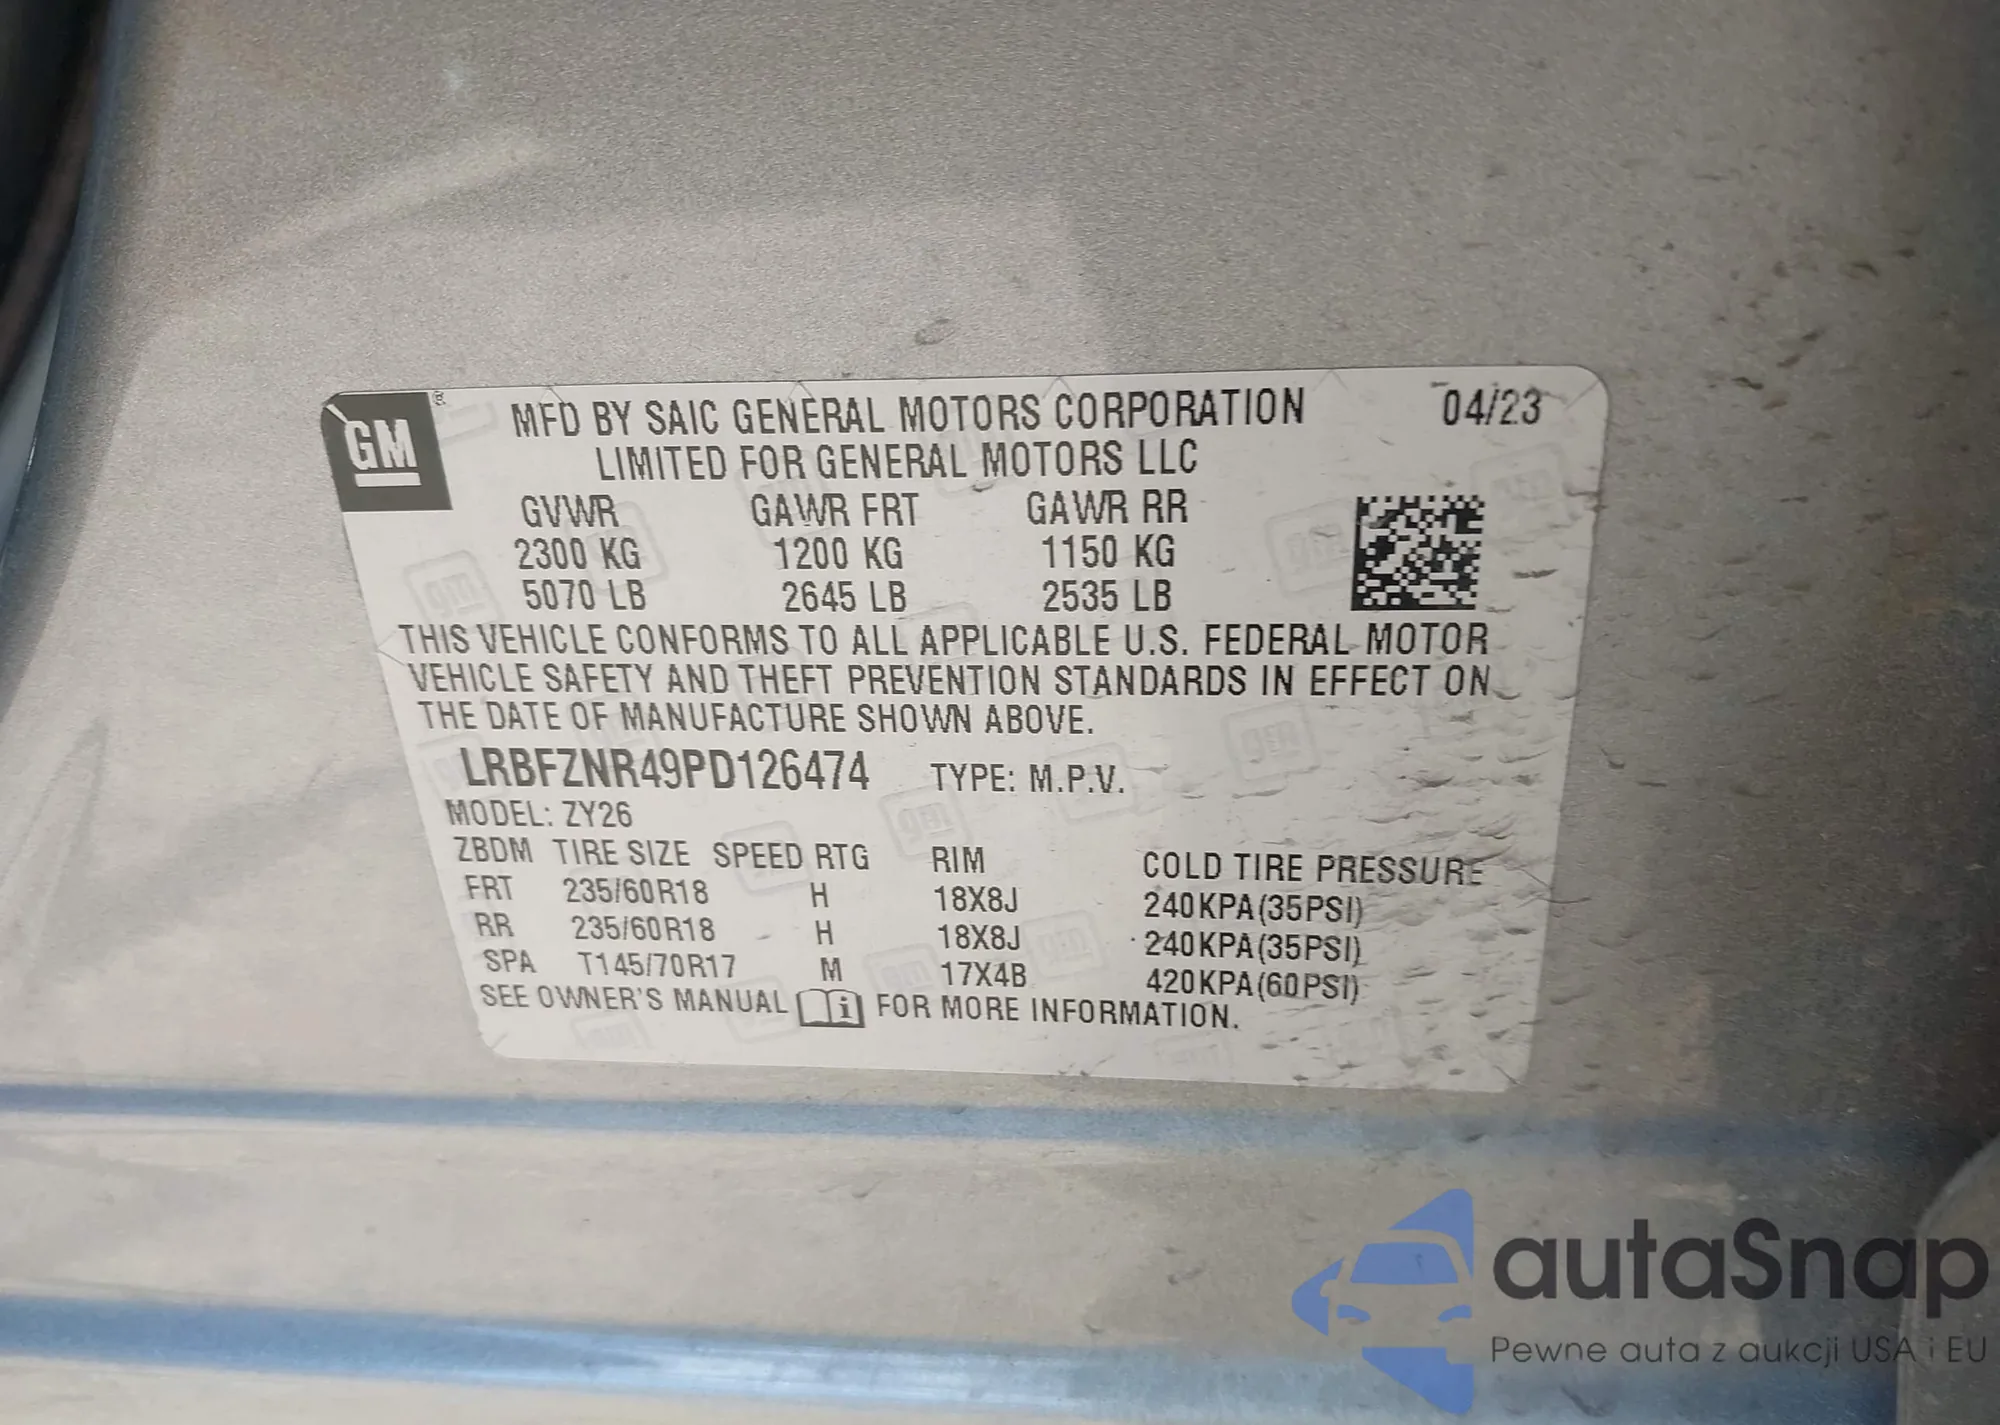 GM ®
MFD BY SAIC GENERAL MOTORS CORPORATION 04/23
LIMITED FOR GENERAL MOTORS LLC
GVWR GAWR FRT GAWR RR
2300 KG 1200 KG 1150 KG
5070 LB 2645 LB 2535 LB
THIS VEHICLE CONFORMS TO ALL APPLICABLE U.S. FEDERAL MOTOR
VEHICLE SAFETY AND THEFT PREVENTION STANDARDS IN EFFECT ON
THE DATE OF MANUFACTURE SHOWN ABOVE.
LRBFZNR49PD126474 TYPE: M.P.V.
MODEL: ZY26
ZBDM TIRE SIZE SPEED RTG RIM COLD TIRE PRESSURE
FRT 235/60R18 H 18X8J 240KPA(35PSI)
RR 235/60R18 H 18X8J 240KPA(35PSI)
SPA T145/70R17 M 17X4B 420KPA(60PSI)
SEE OWNER'S MANUAL i FOR MORE INFORMATION.
autaSnap
Pewne auta z aukcji USA i EU